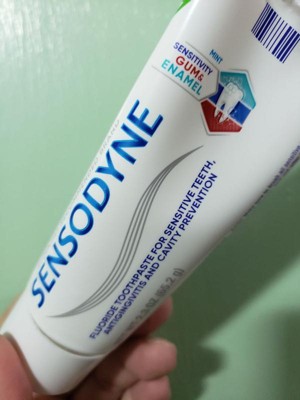 MINT
SENSITIVITY
GUM &
ENAMEL
SENSODYNE
FLUORIDE TOOTHPASTE FOR SENSITIVE TEETH,
ANTIGINGIVITIS AND CAVITY PREVENTION